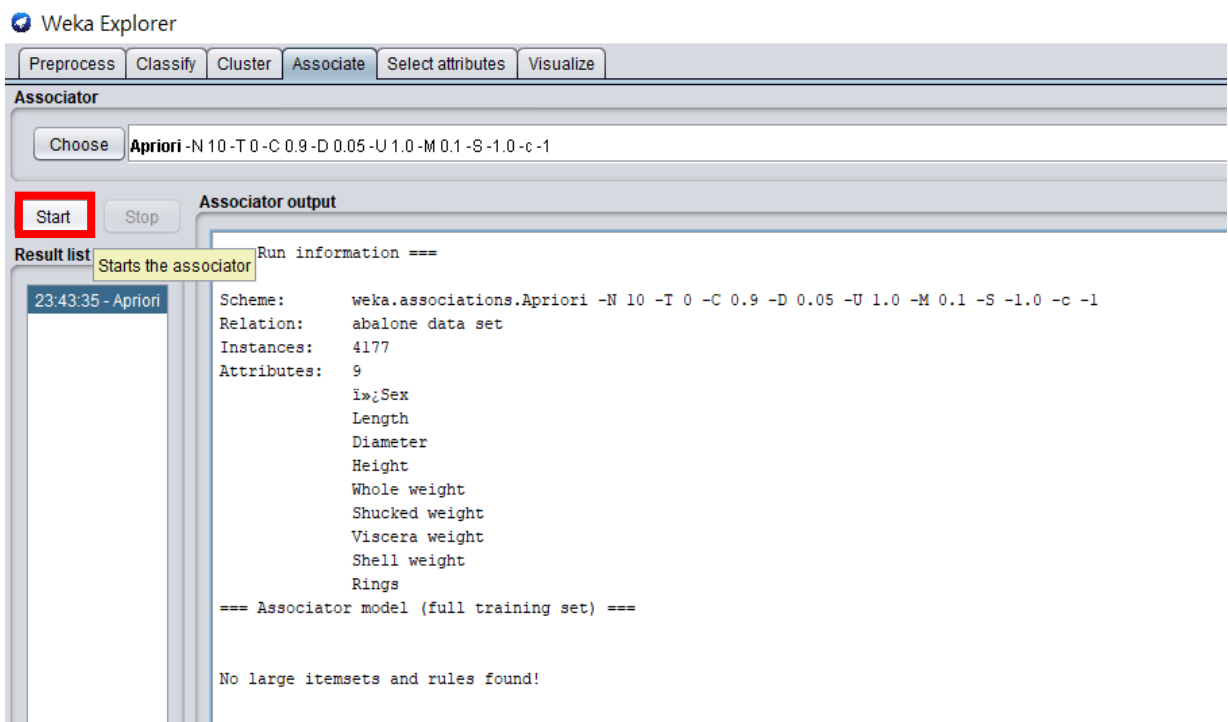 Weka Explorer
Preprocess Classify Cluster Associate Select attributes Visualize
Associator
Choose Apriori -N 10 -T 0 -C 0.9 -D 0.05 -U 1.0 -M 0.1 -S -1.0 -c -1
Start Stop
Associator output
Result list
Starts the associator
23:43:35 - Apriori
Run information ===
Scheme: weka.associations.Apriori -N 10 -T 0 -C 0.9 -D 0.05 -U 1.0 -M 0.1 -S -1.0 -c -1
Relation: abalone data set
Instances: 4177
Attributes: 9
ï»¿Sex
Length
Diameter
Height
Whole weight
Shucked weight
Viscera weight
Shell weight
Rings
=== Associator model (full training set) ===
No large itemsets and rules found!